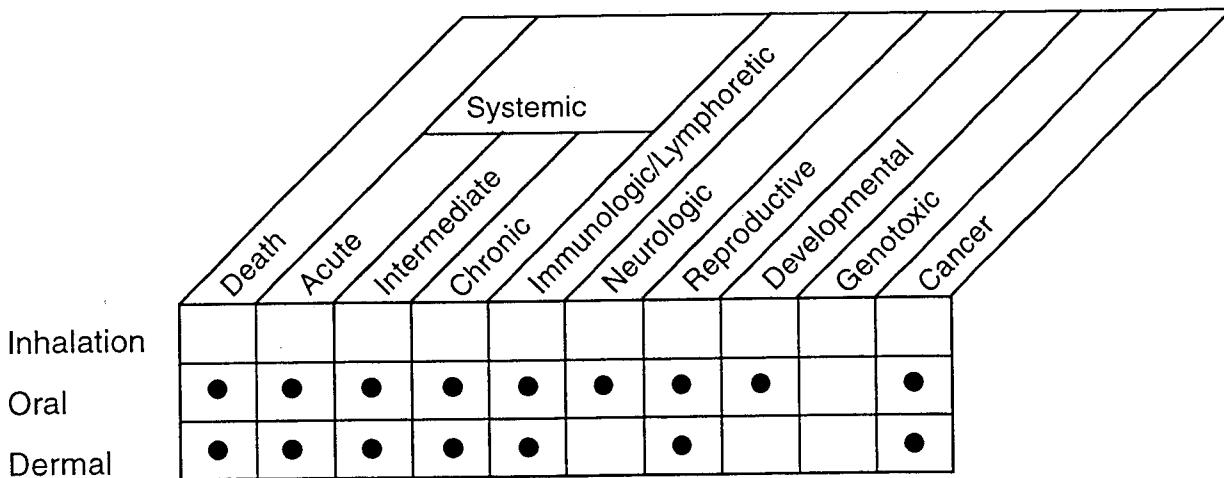 Systemic
Death
Acute
Intermediate
Chronic
Immunologic/Lymphoretic
Neurologic
Reproductive
Developmental
Genotoxic
Cancer
Inhalation
Oral
Dermal